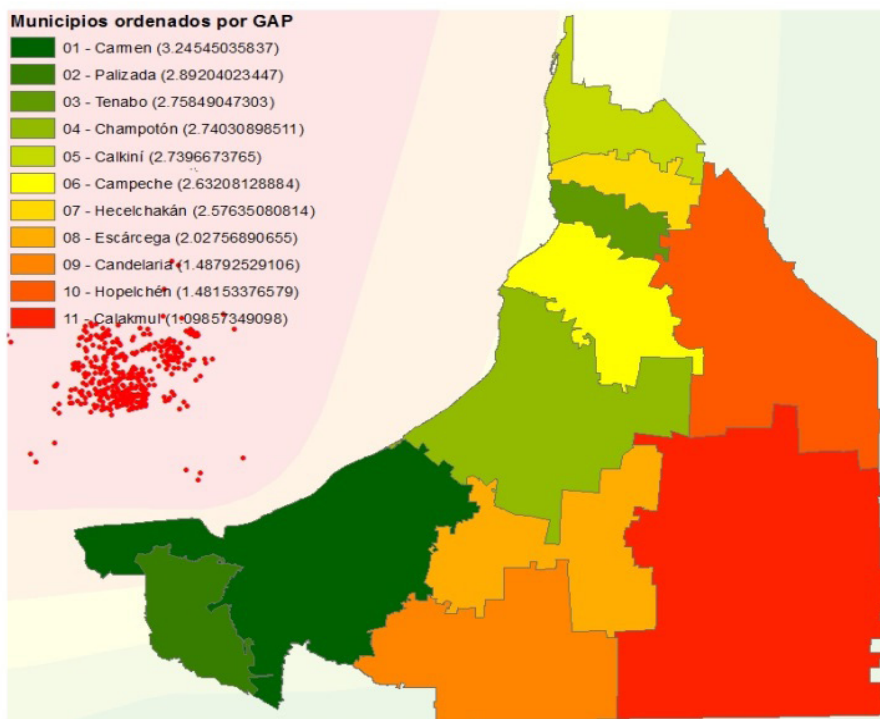 Municipios ordenados por GAP
01 - Carmen (3.24545035837)
02 - Palizada (2.89204023447)
03 - Tenabo (2.75849047303)
04 - Champotón (2.74030898511)
05 - Calkiní (2.7396673765)
06 - Campeche (2.63208128884)
07 - Hecelchakán (2.57635080814)
08 - Escárcega (2.02756890655)
09 - Candelaria (1.48792529106)
10 - Hopelchén (1.48153376579)
11 - Calakmul (1.09857349098)